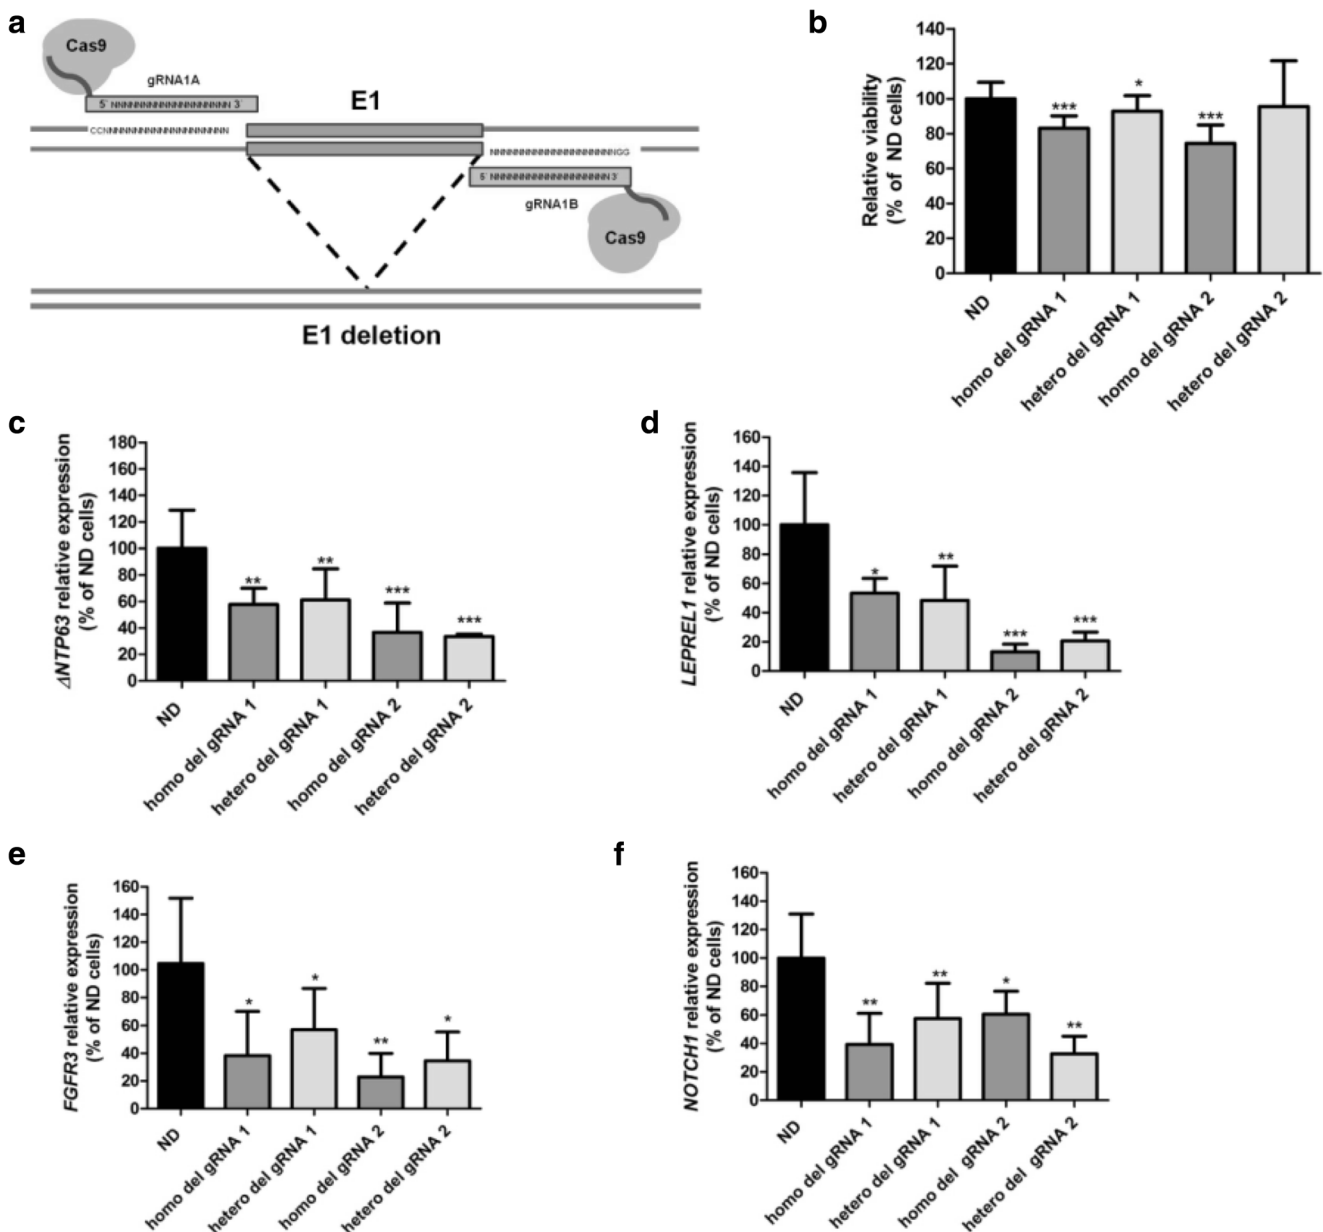 a
Cas9
gRNA1A
5´ NNNNNNNNNNNNNNNNNNNN 3´
E1
CCNNNNNNNNNNNNNNNNNNNNN
NNNNNNNNNNNNNNNNNNNNNGG
5´ NNNNNNNNNNNNNNNNNNNN 3´
gRNA1B
Cas9
E1 deletion
b
Relative viability
(% of ND cells)
140
120
100
80
60
40
20
0
***
*
***
ND
homo del gRNA 1
hetero del gRNA 1
homo del gRNA 2
hetero del gRNA 2
c
ΔNTP63 relative expression
(% of ND cells)
180
160
140
120
100
80
60
40
20
0
**
**
***
***
ND
homo del gRNA 1
hetero del gRNA 1
homo del gRNA 2
hetero del gRNA 2
d
LEPREL1 relative expression
(% of ND cells)
160
140
120
100
80
60
40
20
0
*
**
***
***
ND
homo del gRNA 1
hetero del gRNA 1
homo del gRNA 2
hetero del gRNA 2
e
FGFR3 relative expression
(% of ND cells)
160
140
120
100
80
60
40
20
0
*
*
**
*
ND
homo del gRNA 1
hetero del gRNA 1
homo del gRNA 2
hetero del gRNA 2
f
NOTCH1 relative expression
(% of ND cells)
160
140
120
100
80
60
40
20
0
**
**
*
**
ND
homo del gRNA 1
hetero del gRNA 1
homo del gRNA 2
hetero del gRNA 2